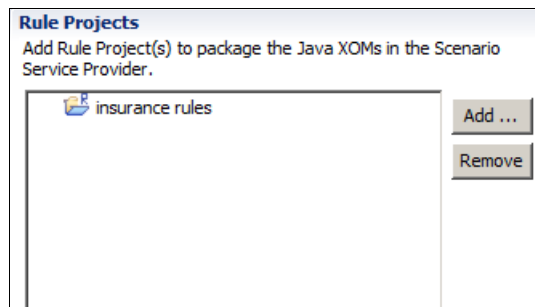 Rule Projects
Add Rule Project(s) to package the Java XOMs in the Scenario
Service Provider.
insurance rules
Add ...
Remove